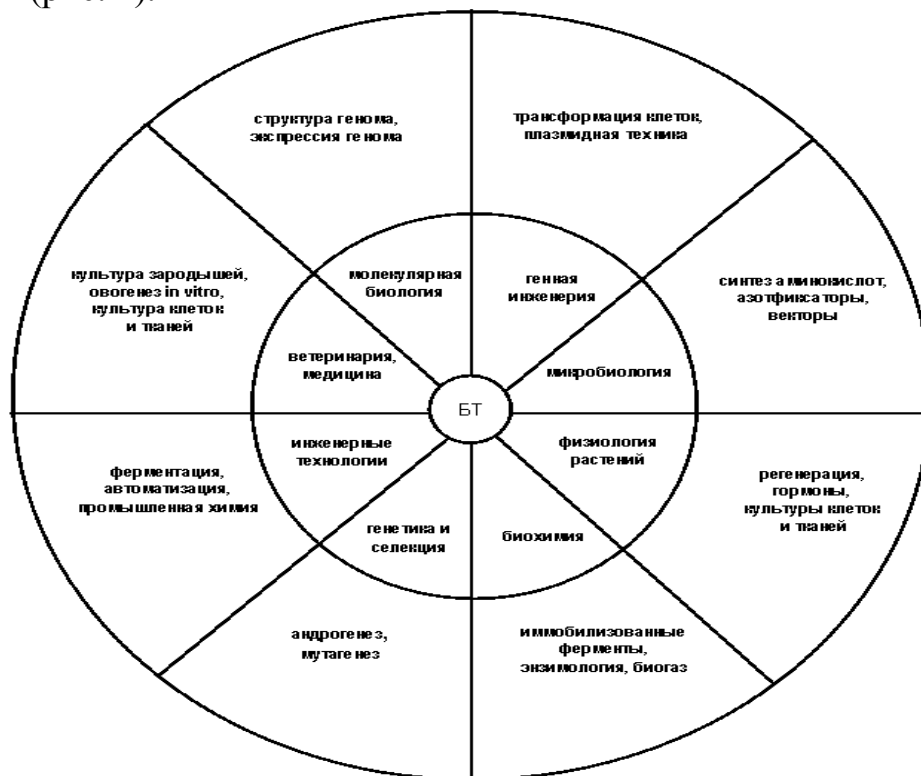 структура генома,
экспрессия генома
трансформация клеток,
плазмидная техника
культура зародышей,
овогенез in vitro,
культура клеток
и тканей
молекулярная
биология
генная
инженерия
синтез аминокислот,
азотфиксаторы,
векторы
ветеринария,
медицина
микробиология
БТ
инженерные
технологии
физиология
растений
ферментация,
автоматизация,
промышленная химия
регенерация,
гормоны,
культуры клеток
и тканей
генетика и
селекция
биохимия
андрогенез,
мутагенез
иммобилизованные
ферменты,
энзимология, биогаз